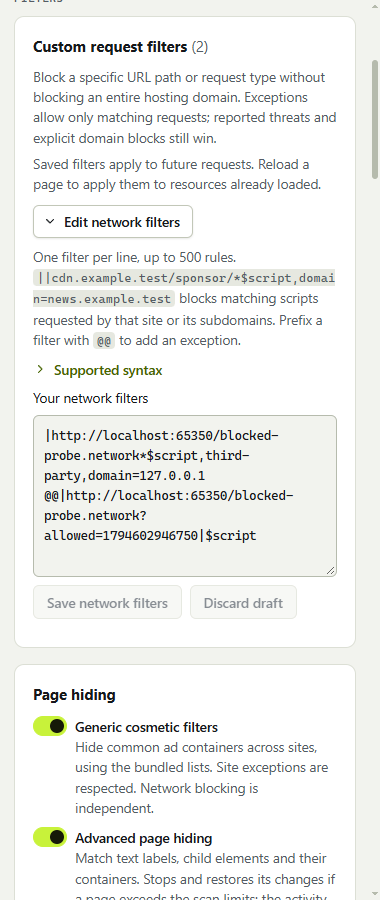 Custom request filters (2)
Block a specific URL path or request type without
blocking an entire hosting domain. Exceptions
allow only matching requests; reported threats and
explicit domain blocks still win.
Saved filters apply to future requests. Reload a
page to apply them to resources already loaded.
Edit network filters
One filter per line, up to 500 rules.
||cdn.example.test/sponsor/*$script,domai
n=news.example.test blocks matching scripts
requested by that site or its subdomains. Prefix a
filter with @@ to add an exception.
Supported syntax
Your network filters
|http://localhost:65350/blocked-
probe.network*$script,third-
party,domain=127.0.0.1
@@|http://localhost:65350/blocked-
probe.network?
allowed=1794602946750|$script
Save network filters Discard draft
Page hiding
Generic cosmetic filters
Hide common ad containers across sites,
using the bundled lists. Site exceptions are
respected. Network blocking is
independent.
Advanced page hiding
Match text labels, child elements and their
containers. Stops and restores its changes if
a page exceeds the scan limits; the activity